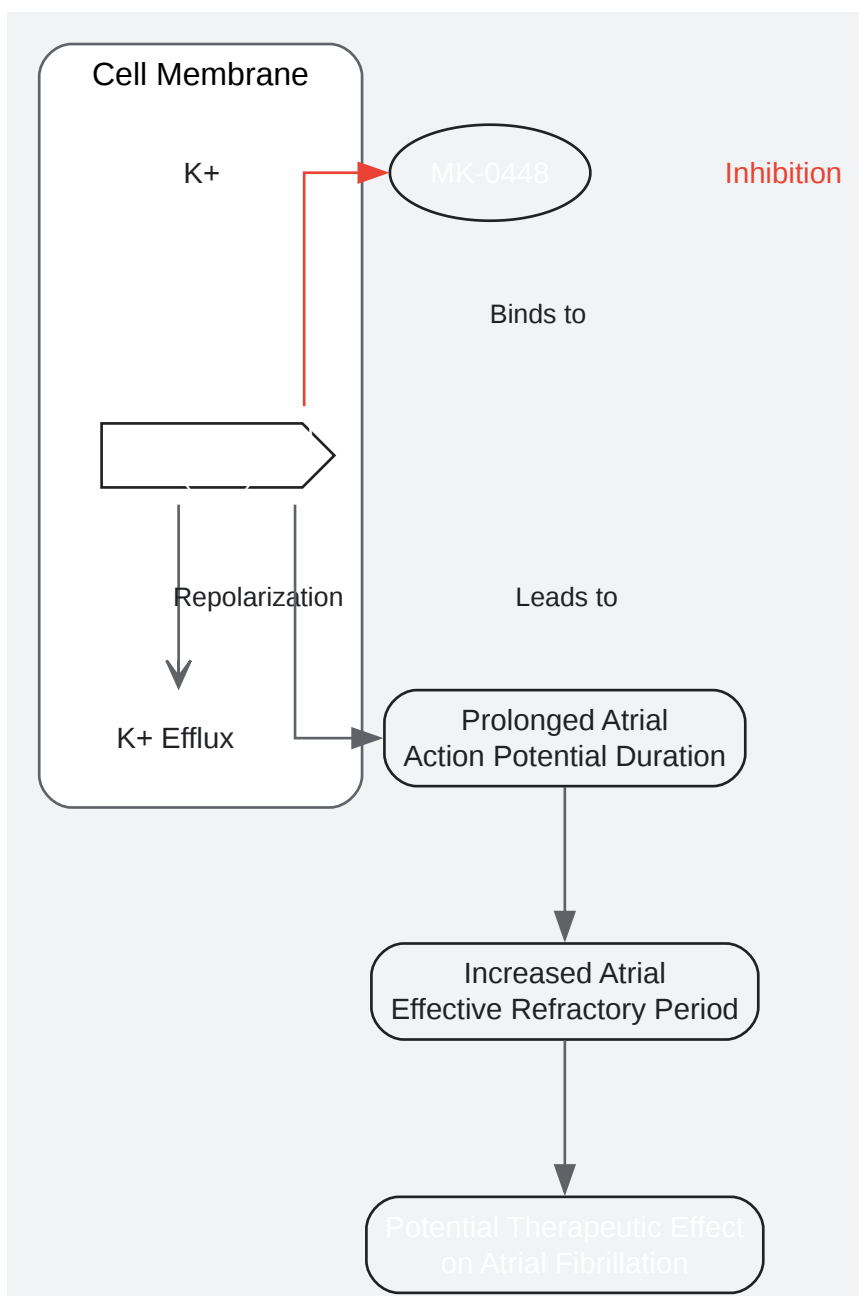 Cell Membrane
K+
MK-0448
Inhibition
Binds to
Repolarization
Leads to
K+ Efflux
Prolonged Atrial
Action Potential Duration
Increased Atrial
Effective Refractory Period
Potential Therapeutic Effect
on Atrial Fibrillation